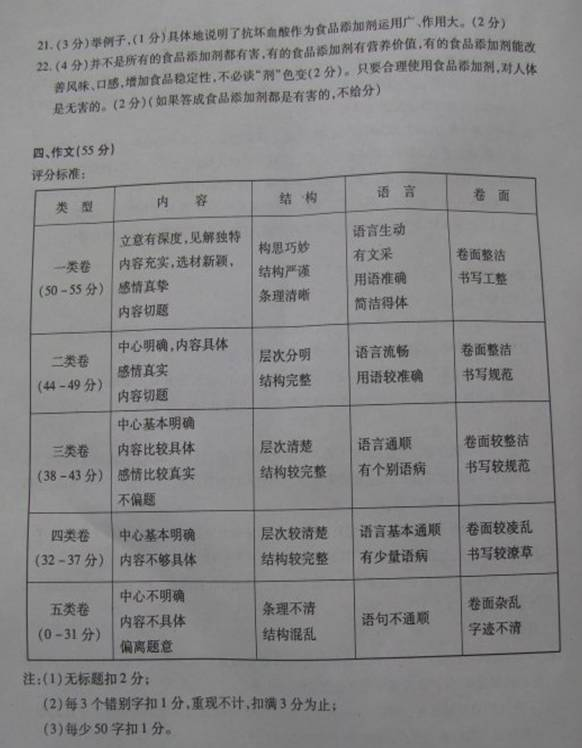 21. (3分)举例子,(1分)具体地说明了抗坏血酸作为食品添加剂运用广、作用大。(2分)
22. (4分)并不是所有的食品添加剂都有害,有的食品添加剂有营养价值,有的食品添加剂能改
善风味、口感,增加食品稳定性,不必谈“剂”色变(2分)。只要合理使用食品添加剂,对人体
是无害的。(2分)(如果答成食品添加剂都是有害的,不给分)
四、作文(55分)
评分标准:
类 型 内 容 结 构 语 言 卷 面
一类卷
(50-55分)
立意有深度,见解独特
内容充实,选材新颖,
感情真挚
内容切题
构思巧妙
结构严谨
条理清晰
语言生动
有文采
用语准确
简洁得体
卷面整洁
书写工整
二类卷
(44-49分)
中心明确,内容具体
感情真实
内容切题
层次分明
结构完整
语言流畅
用语较准确
卷面整洁
书写规范
三类卷
(38-43分)
中心基本明确
内容比较具体
感情比较真实
不偏题
层次清楚
结构较完整
语言通顺
有个别语病
卷面较整洁
书写较规范
四类卷
(32-37分)
中心基本明确
内容不够具体
层次较清楚
结构较完整
语言基本通顺
有少量语病
卷面较凌乱
书写较潦草
五类卷
(0-31分)
中心不明确
内容不具体
偏离题意
条理不清
结构混乱
语句不通顺
卷面杂乱
字迹不清
注:(1)无标题扣2分;
(2)每3个错别字扣1分,重现不计,扣满3分为止;
(3)每少50字扣1分。